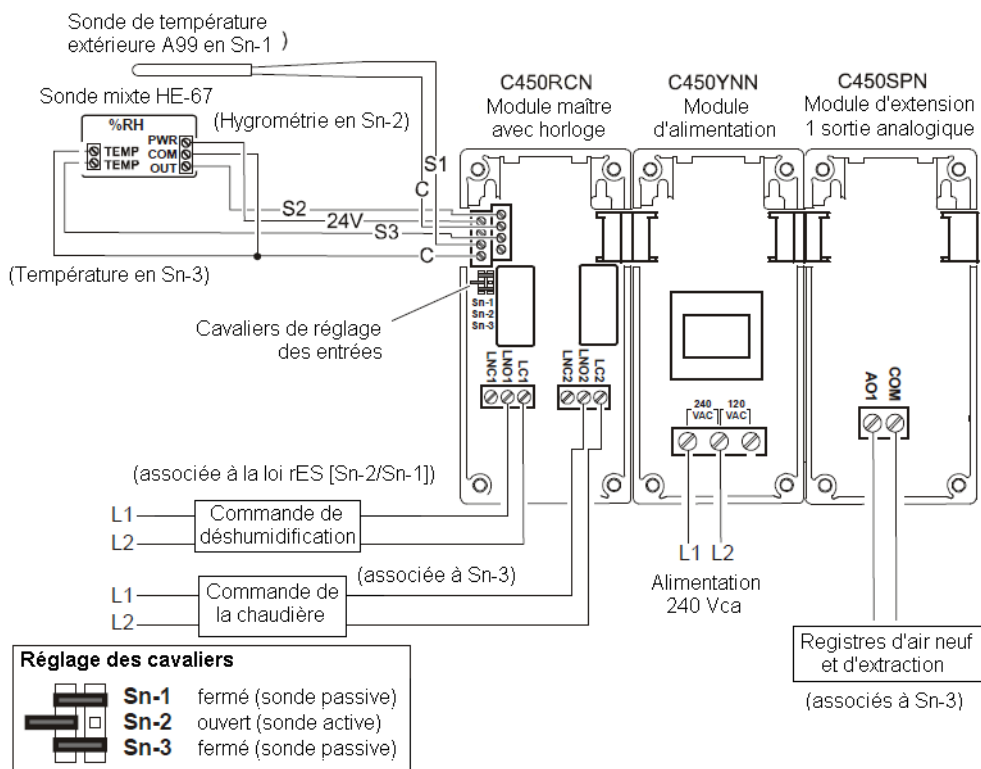 Sonde de température
extérieure A99 en Sn-1 )
Sonde mixte HE-67
(Hygrométrie en Sn-2)
%RH
TEMP
TEMP
PWR
COM
OUT
S1
C
S2
24V
S3
C
(Température en Sn-3)
C450RCN
Module maître
avec horloge
C450YNN
Module
d'alimentation
C450SPN
Module d'extension
1 sortie analogique
Sn-1
Sn-2
Sn-3
Cavaliers de réglage
des entrées
LNC1
LNO1
LC1
LNC2
LNO2
LC2
240
VAC
120
VAC
AO1
COM
(associée à la loi rES [Sn-2/Sn-1])
L1
L2
Commande de
déshumidification
(associée à Sn-3)
L1
L2
Commande de
la chaudière
L1 L2
Alimentation
240 Vca
Registres d'air neuf
et d'extraction
(associés à Sn-3)
Réglage des cavaliers
Sn-1 fermé (sonde passive)
Sn-2 ouvert (sonde active)
Sn-3 fermé (sonde passive)